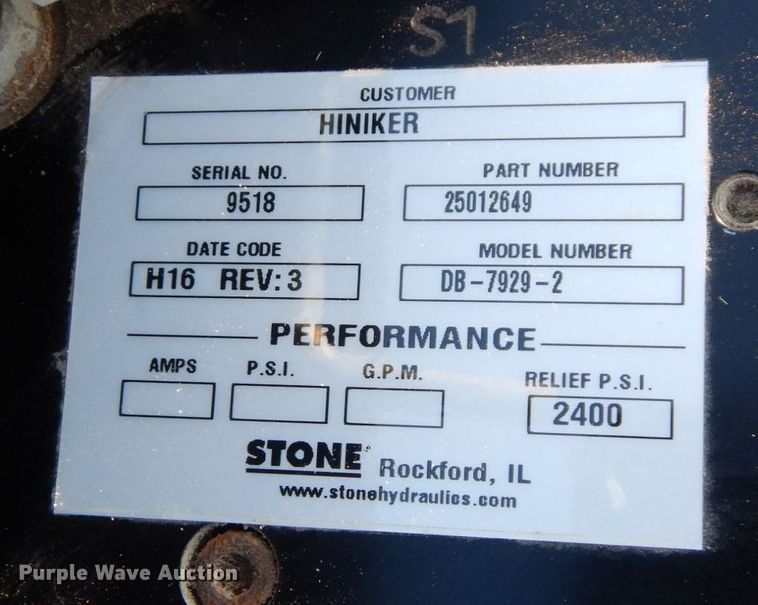 S1
CUSTOMER
HINIKER
SERIAL NO. PART NUMBER
9518 25012649
DATE CODE MODEL NUMBER
H16 REV:3 DB-7929-2
PERFORMANCE
AMPS P.S.I. G.P.M. RELIEF P.S.I.
2400
STONE® Rockford, IL
www.stonehydraulics.com
Purple Wave Auction